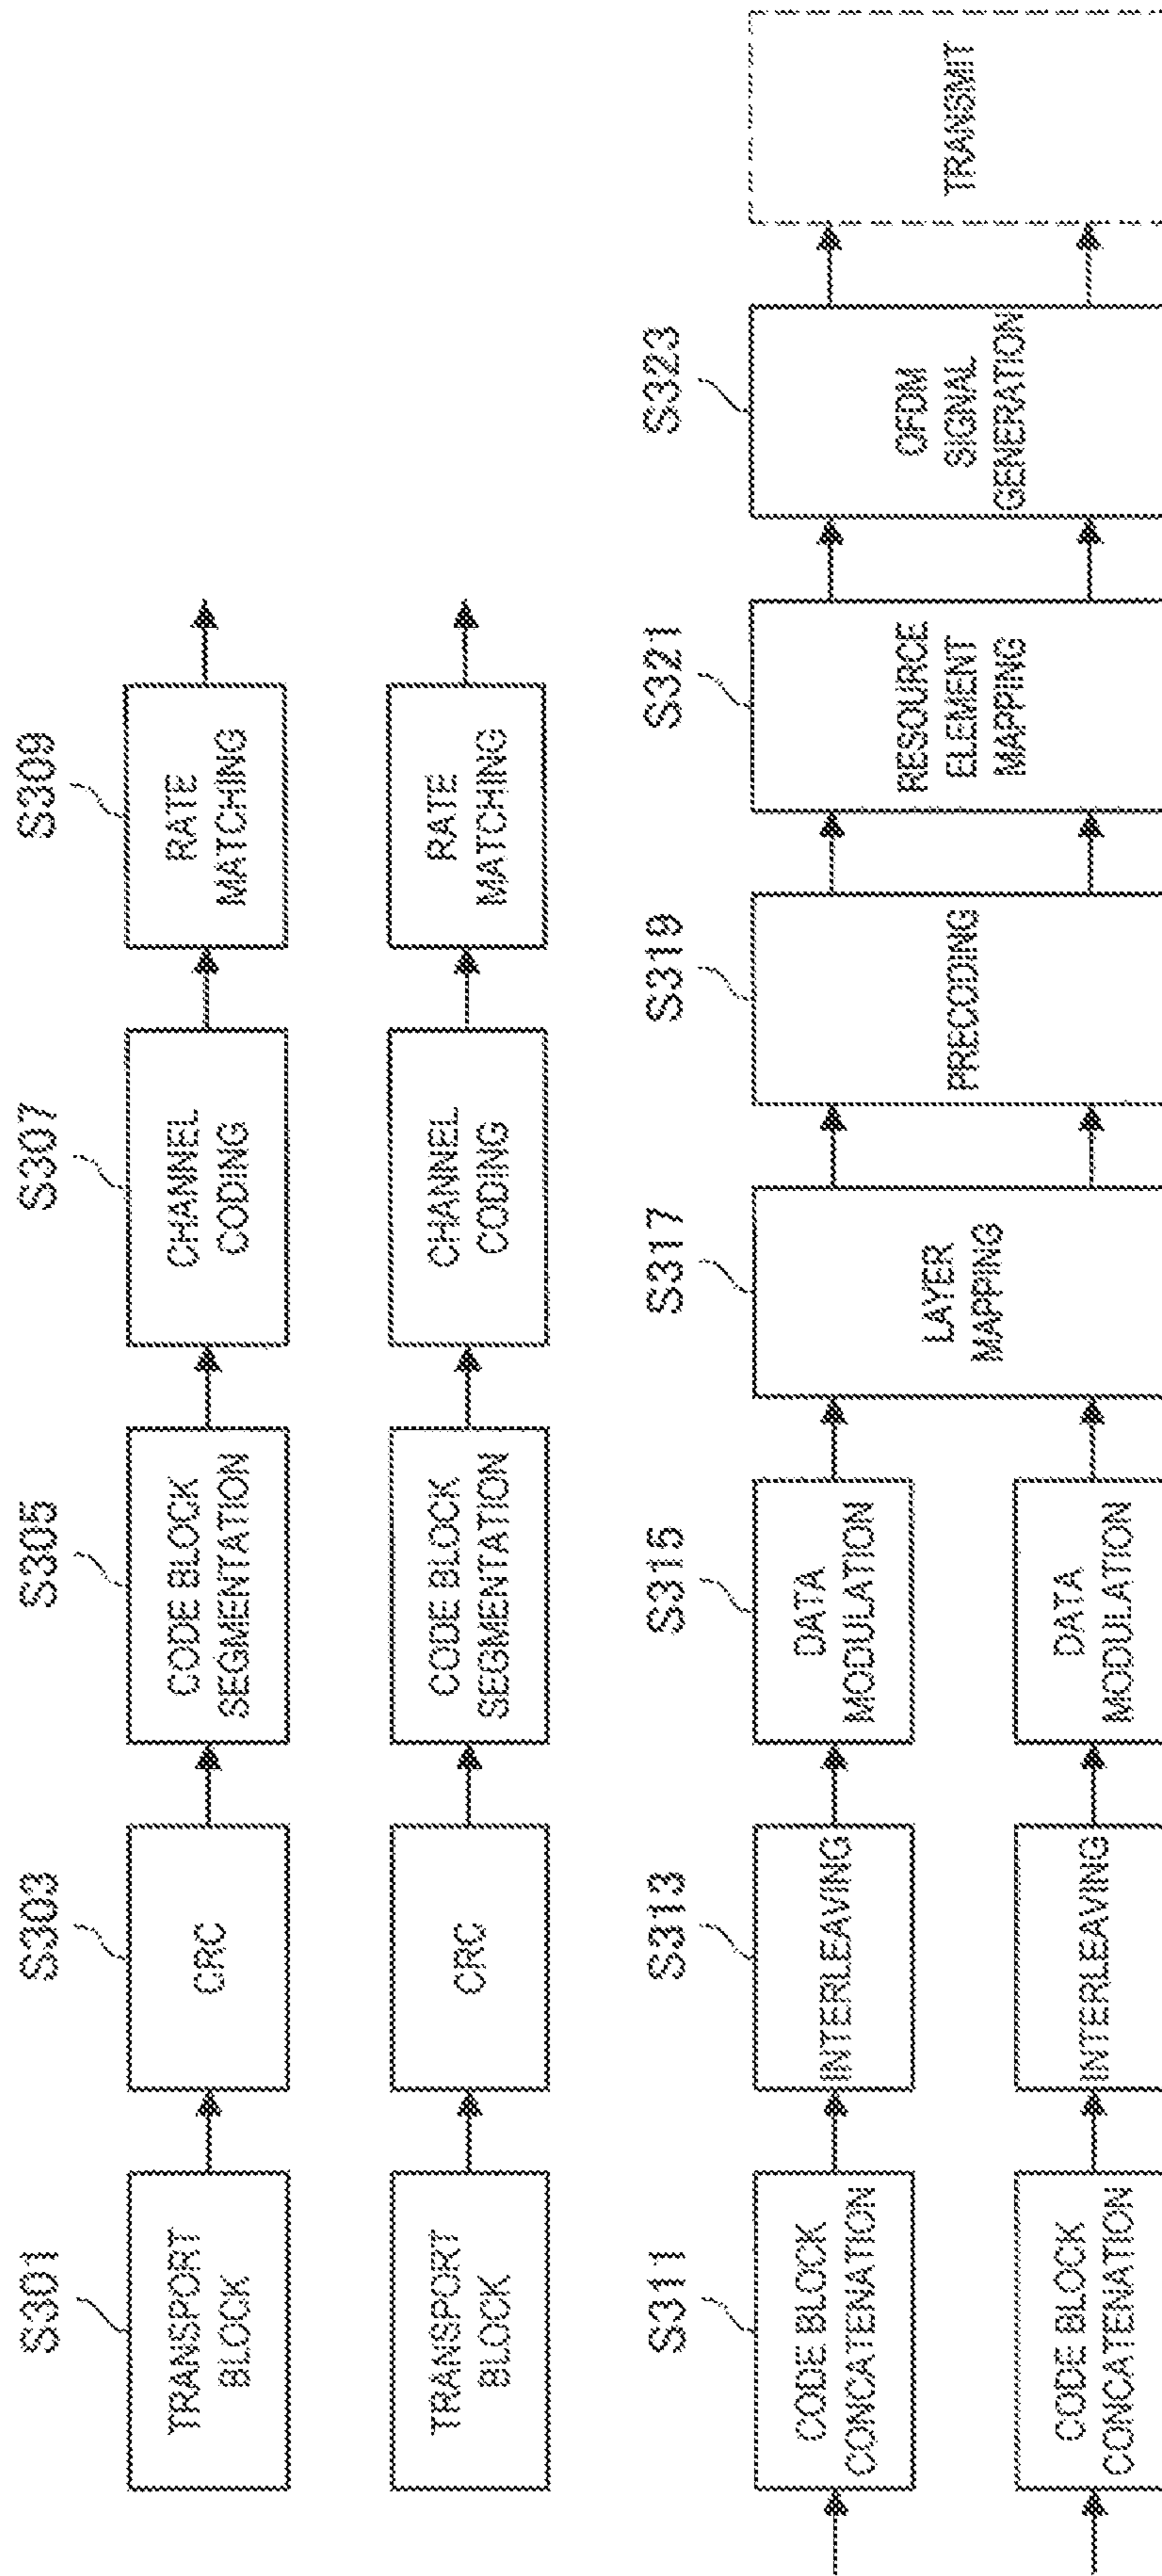 S301
S303
S305
S307
S309
TRANSPORT
BLOCK
CRC
CODE BLOCK
SEGMENTATION
CHANNEL
CODING
RATE
MATCHING
TRANSPORT
BLOCK
CRC
CODE BLOCK
SEGMENTATION
CHANNEL
CODING
RATE
MATCHING
S311
S313
S315
S317
S319
S321
S323
CODE BLOCK
CONCATENATION
INTERLEAVING
DATA
MODULATION
LAYER
MAPPING
PRECODING
RESOURCE
ELEMENT
MAPPING
OFDM
SIGNAL
GENERATION
TRANSMIT
CODE BLOCK
CONCATENATION
INTERLEAVING
DATA
MODULATION